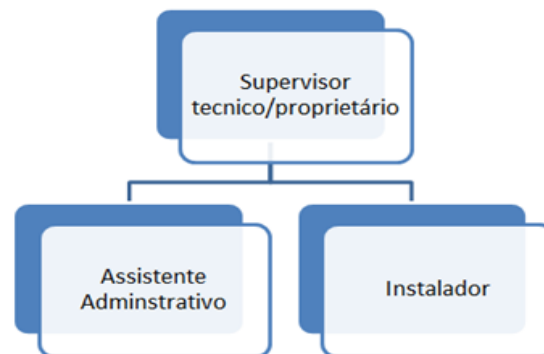 Supervisor
tecnico/proprietário
Assistente
Adminstrativo
Instalador